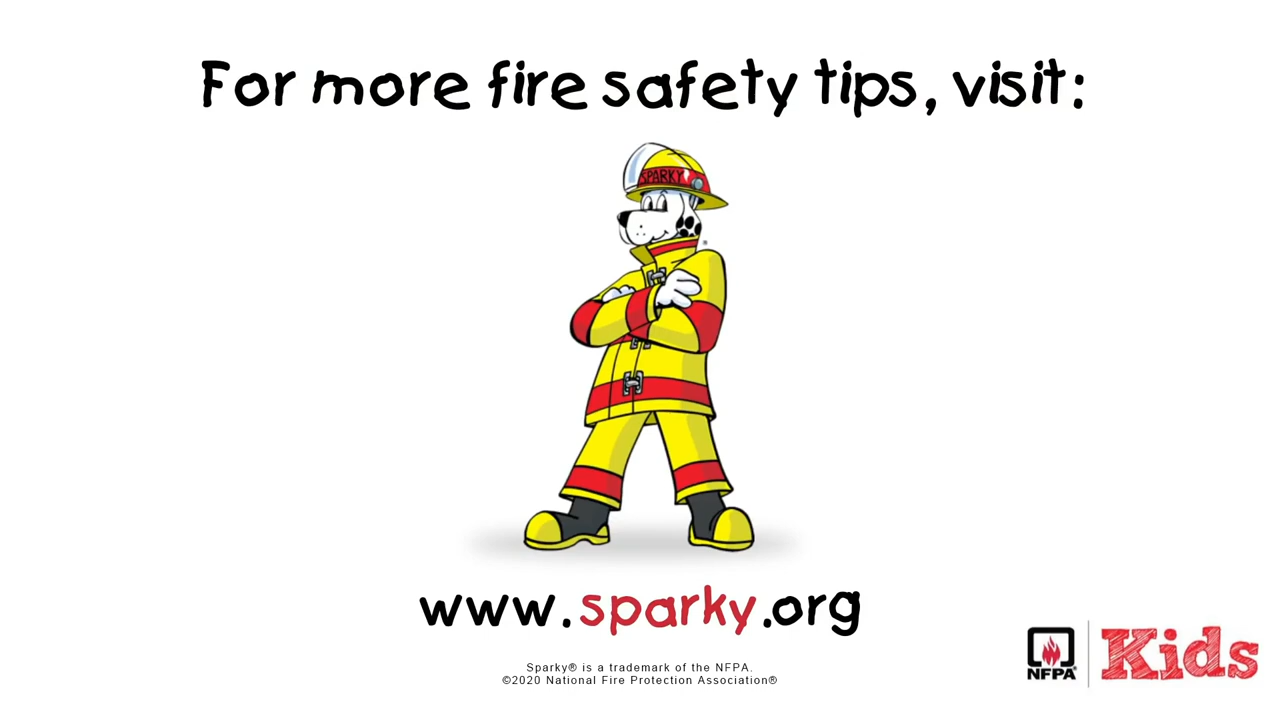 For more fire safety tips, visit:
SPARKY
www.sparky.org
Sparky® is a trademark of the NFPA.
©2020 National Fire Protection Association®
NFPA®
Kids